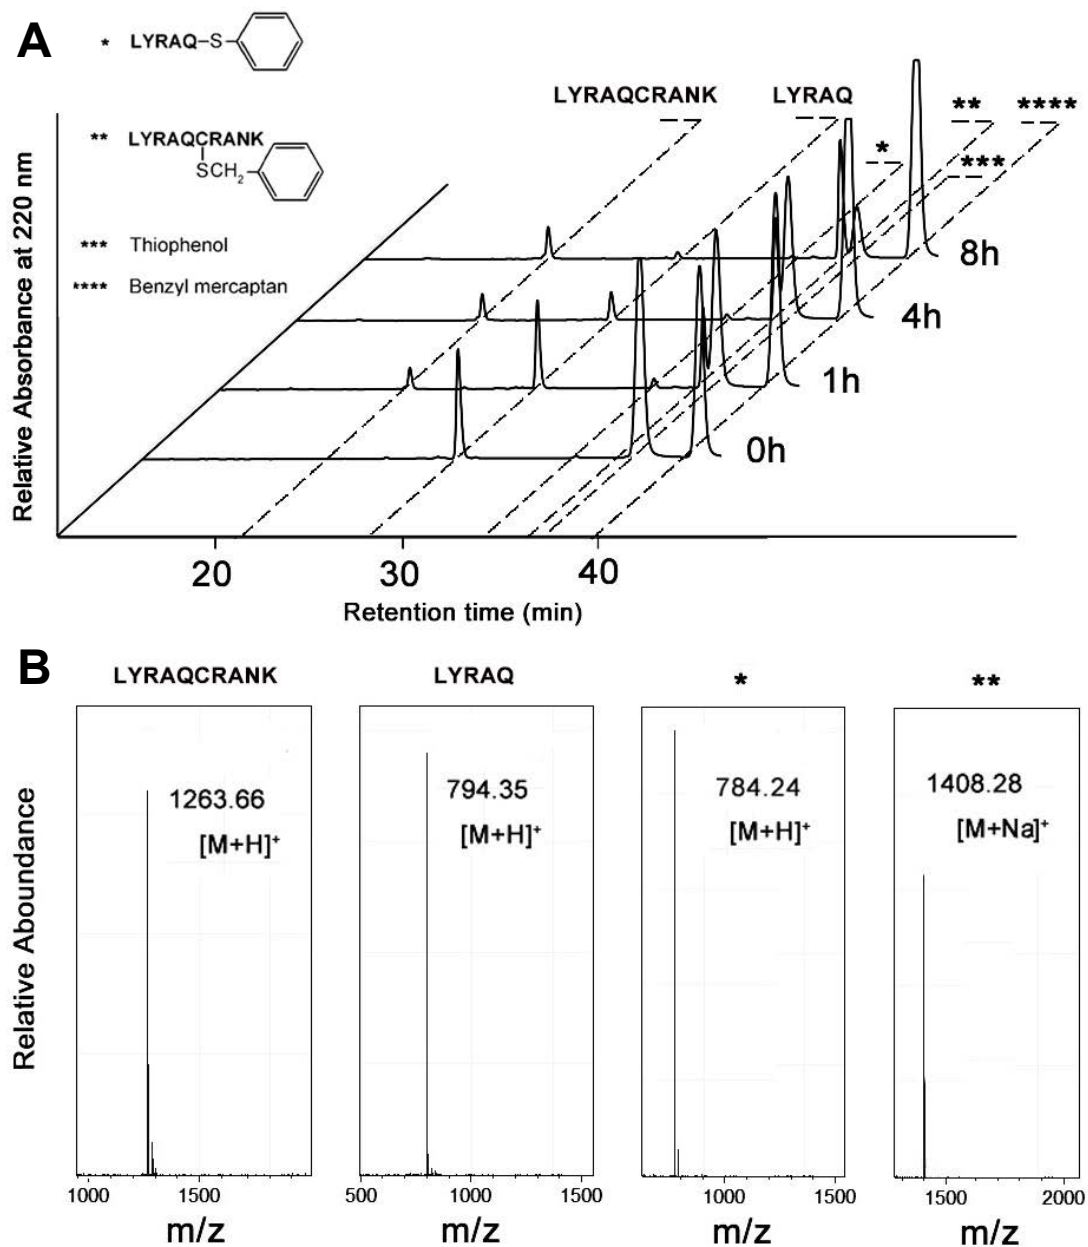 A
* LYRAQ-S
** LYRAQCRANK
SCH2
*** Thiophenol
**** Benzyl mercaptan
LYRAQCRANK
LYRAQ
*
**
****
***
8h
4h
1h
0h
Relative Absorbance at 220 nm
20
30
40
Retention time (min)
B
LYRAQCRANK
LYRAQ
*
**
Relative Aboundance
1263.66
[M+H]+
794.35
[M+H]+
784.24
[M+H]+
1408.28
[M+Na]+
1000
1500
500
1000
1500
1000
1500
1500
2000
m/z
m/z
m/z
m/z